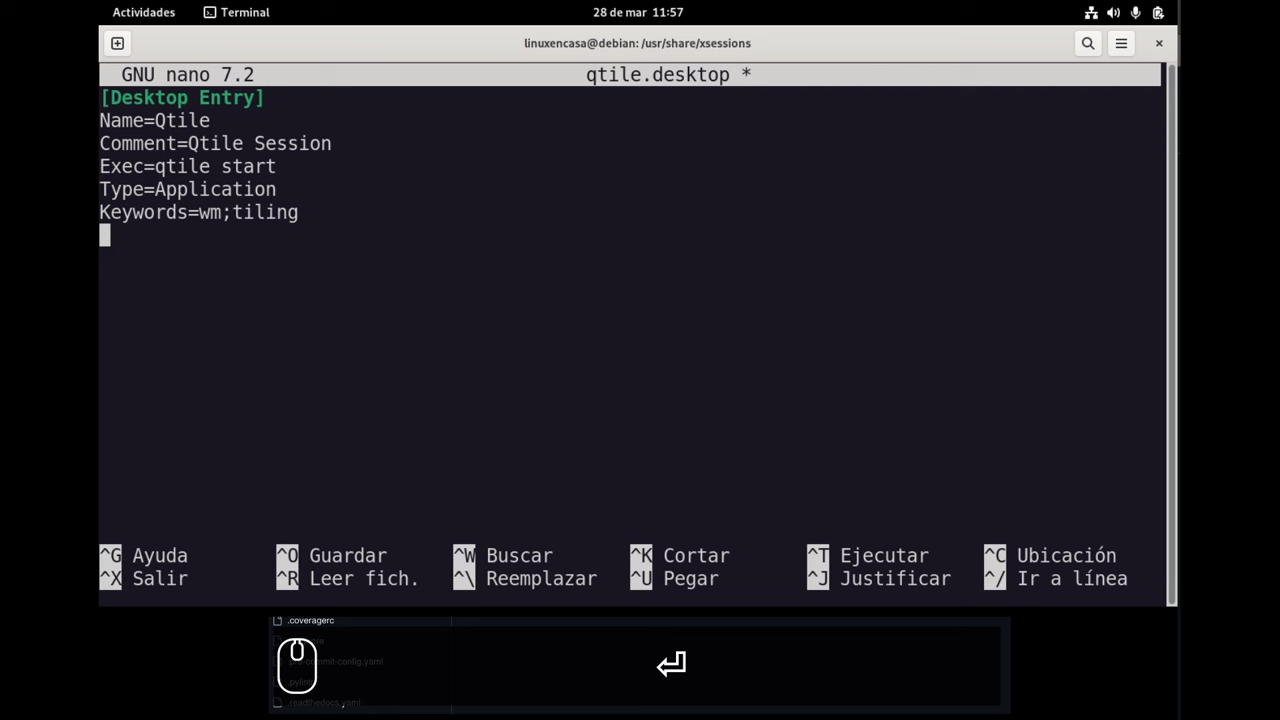 Actividades Terminal 28 de mar 11:57
linuxencasa@debian: /usr/share/xsessions
GNU nano 7.2 qtile.desktop *
[Desktop Entry]
Name=Qtile
Comment=Qtile Session
Exec=qtile start
Type=Application
Keywords=wm;tiling
^G Ayuda ^O Guardar ^W Buscar ^K Cortar ^T Ejecutar ^C Ubicación
^X Salir ^R Leer fich. ^\ Reemplazar ^U Pegar ^J Justificar ^/ Ir a línea
.coveragerc
.readthedocs.yaml